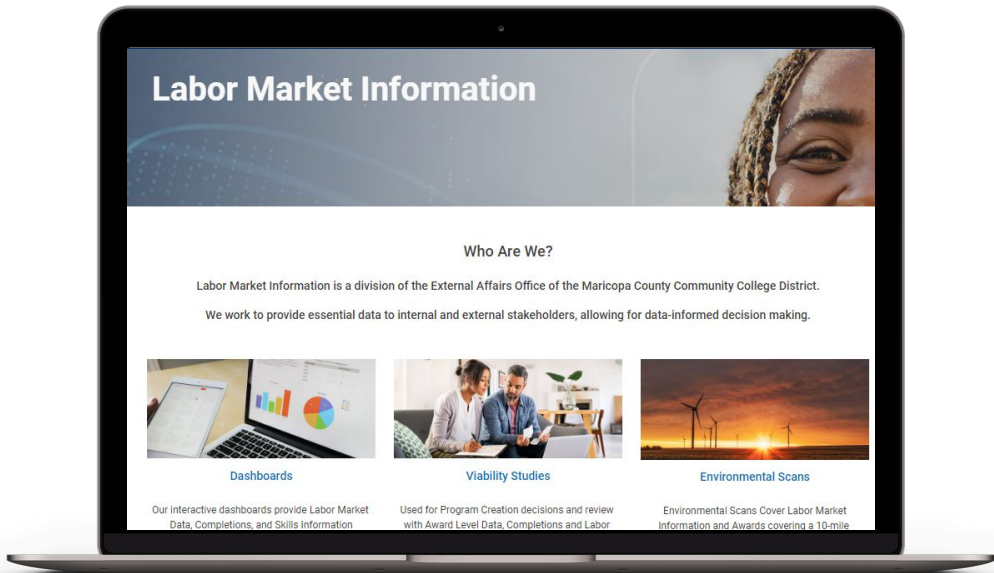 Labor Market Information
Who Are We?
Labor Market Information is a division of the External Affairs Office of the Maricopa County Community College District.
We work to provide essential data to internal and external stakeholders, allowing for data-informed decision making.
Dashboards
Our interactive dashboards provide Labor Market
Data, Completions, and Skills Information
Viability Studies
Used for Program Creation decisions and review
with Award Level Data, Completions and Labor
Environmental Scans
Environmental Scans Cover Labor Market
Information and Awards covering a 10-mile